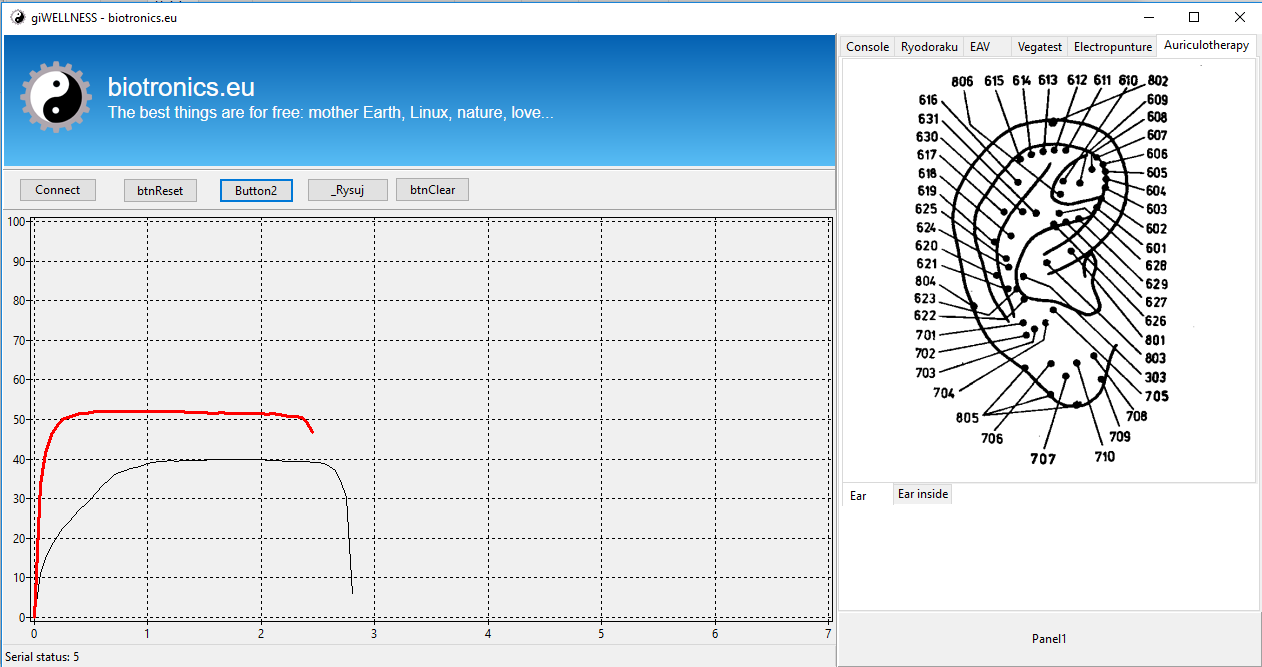 giWELLNESS - biotronics.eu
biotronics.eu
The best things are for free: mother Earth, Linux, nature, love...
Connect
btnReset
Button2
_Rysuj
btnClear
100
90
80
70
60
50
40
30
20
10
0
0 1 2 3 4 5 6 7
Serial status: 5
Console
Ryodoraku
EAV
Vegatest
Electropunture
Auriculotherapy
806 615 614 613 612 611 610 802
616
631
630
617
618
619
625
624
620
621
804
623
622
701
702
703
704
805
706
707
710
709
708
609
608
607
606
605
604
603
602
601
628
629
627
626
801
803
303
705
Ear
Ear inside
Panel1